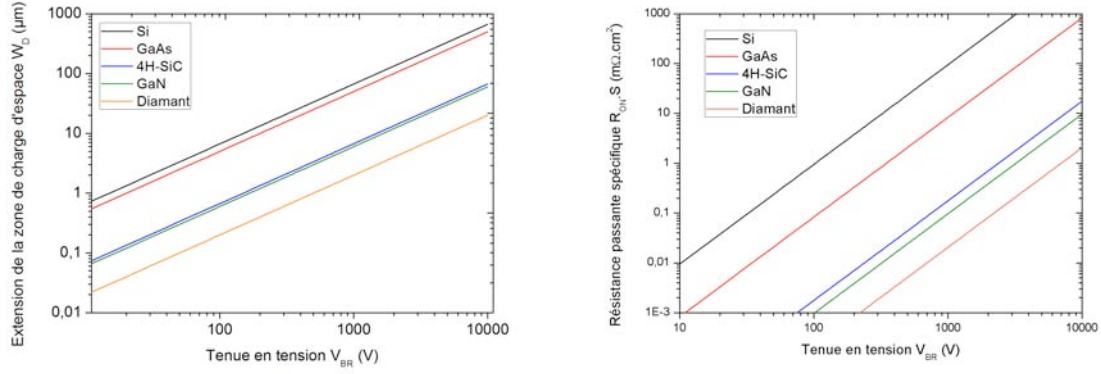 Extension de la zone de charge d'espace W_D (µm)
1000
100
10
1
0,1
0,01
Si
GaAs
4H-SiC
GaN
Diamant
100
1000
10000
Tenue en tension V_BR (V)
Résistance passante spécifique R_ON.S (mΩ.cm²)
1000
100
10
1
0,1
0,01
1E-3
Si
GaAs
4H-SiC
GaN
Diamant
10
100
1000
10000
Tenue en tension V_BR (V)